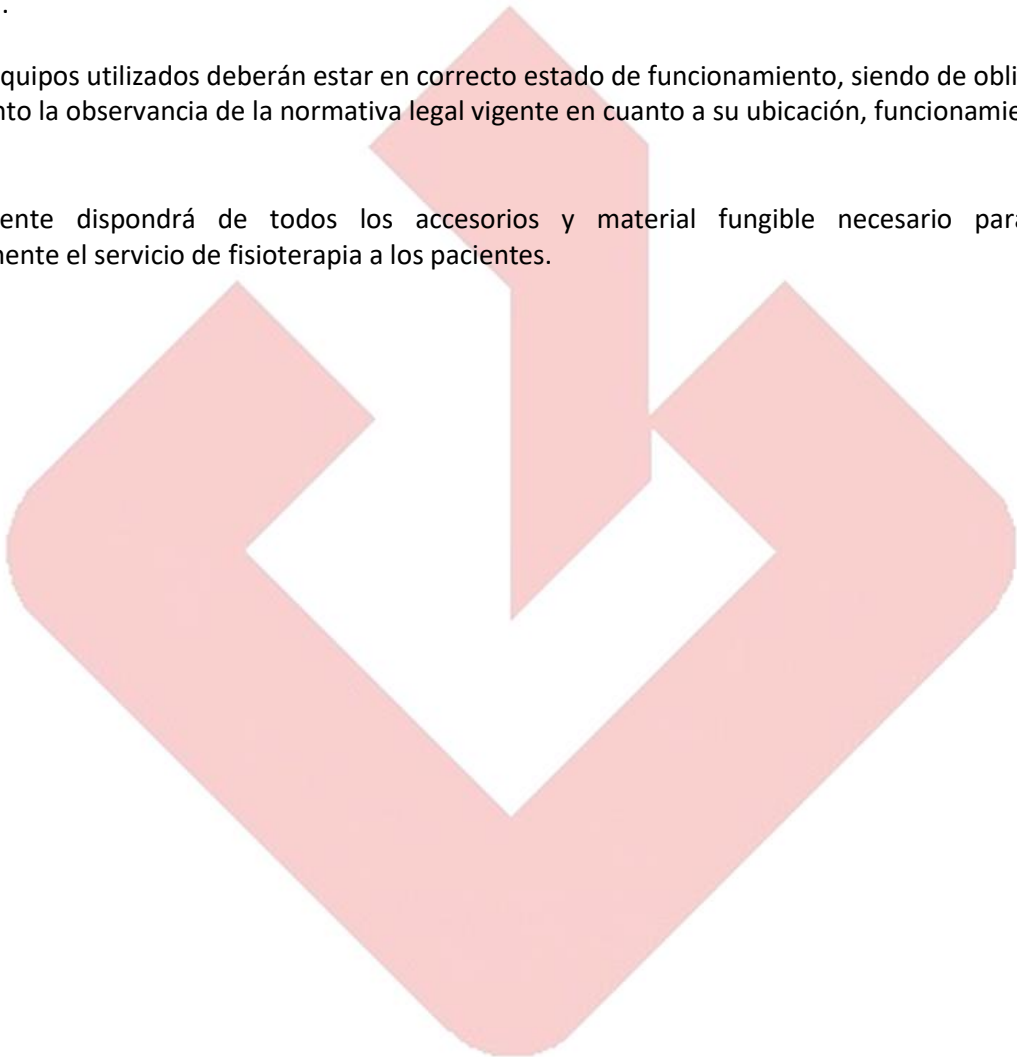 .
quipos utilizados deberán estar en correcto estado de funcionamiento, siendo de obli
nto la observancia de la normativa legal vigente en cuanto a su ubicación, funcionamie
ente dispondrá de todos los accesorios y material fungible necesario para
mente el servicio de fisioterapia a los pacientes.